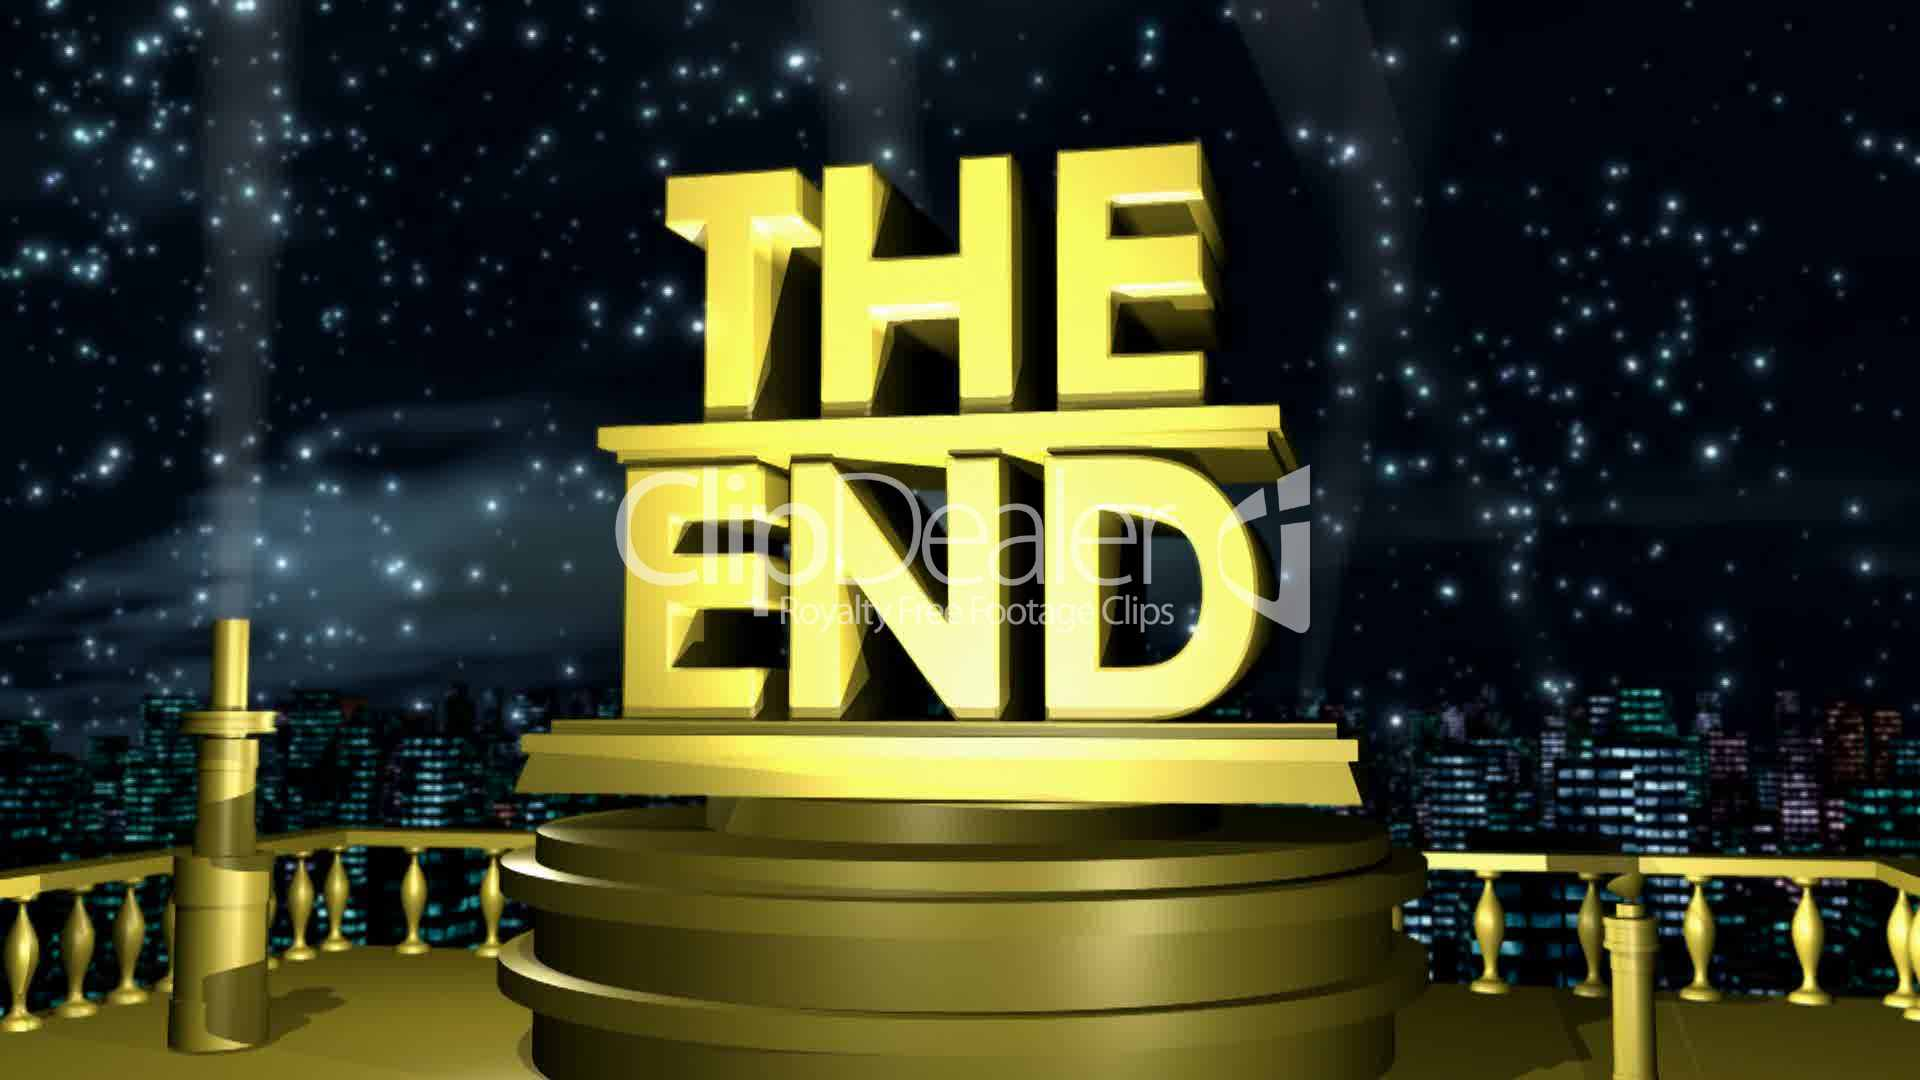 THE
END
ClipDealer
Royalty Free Footage Clips